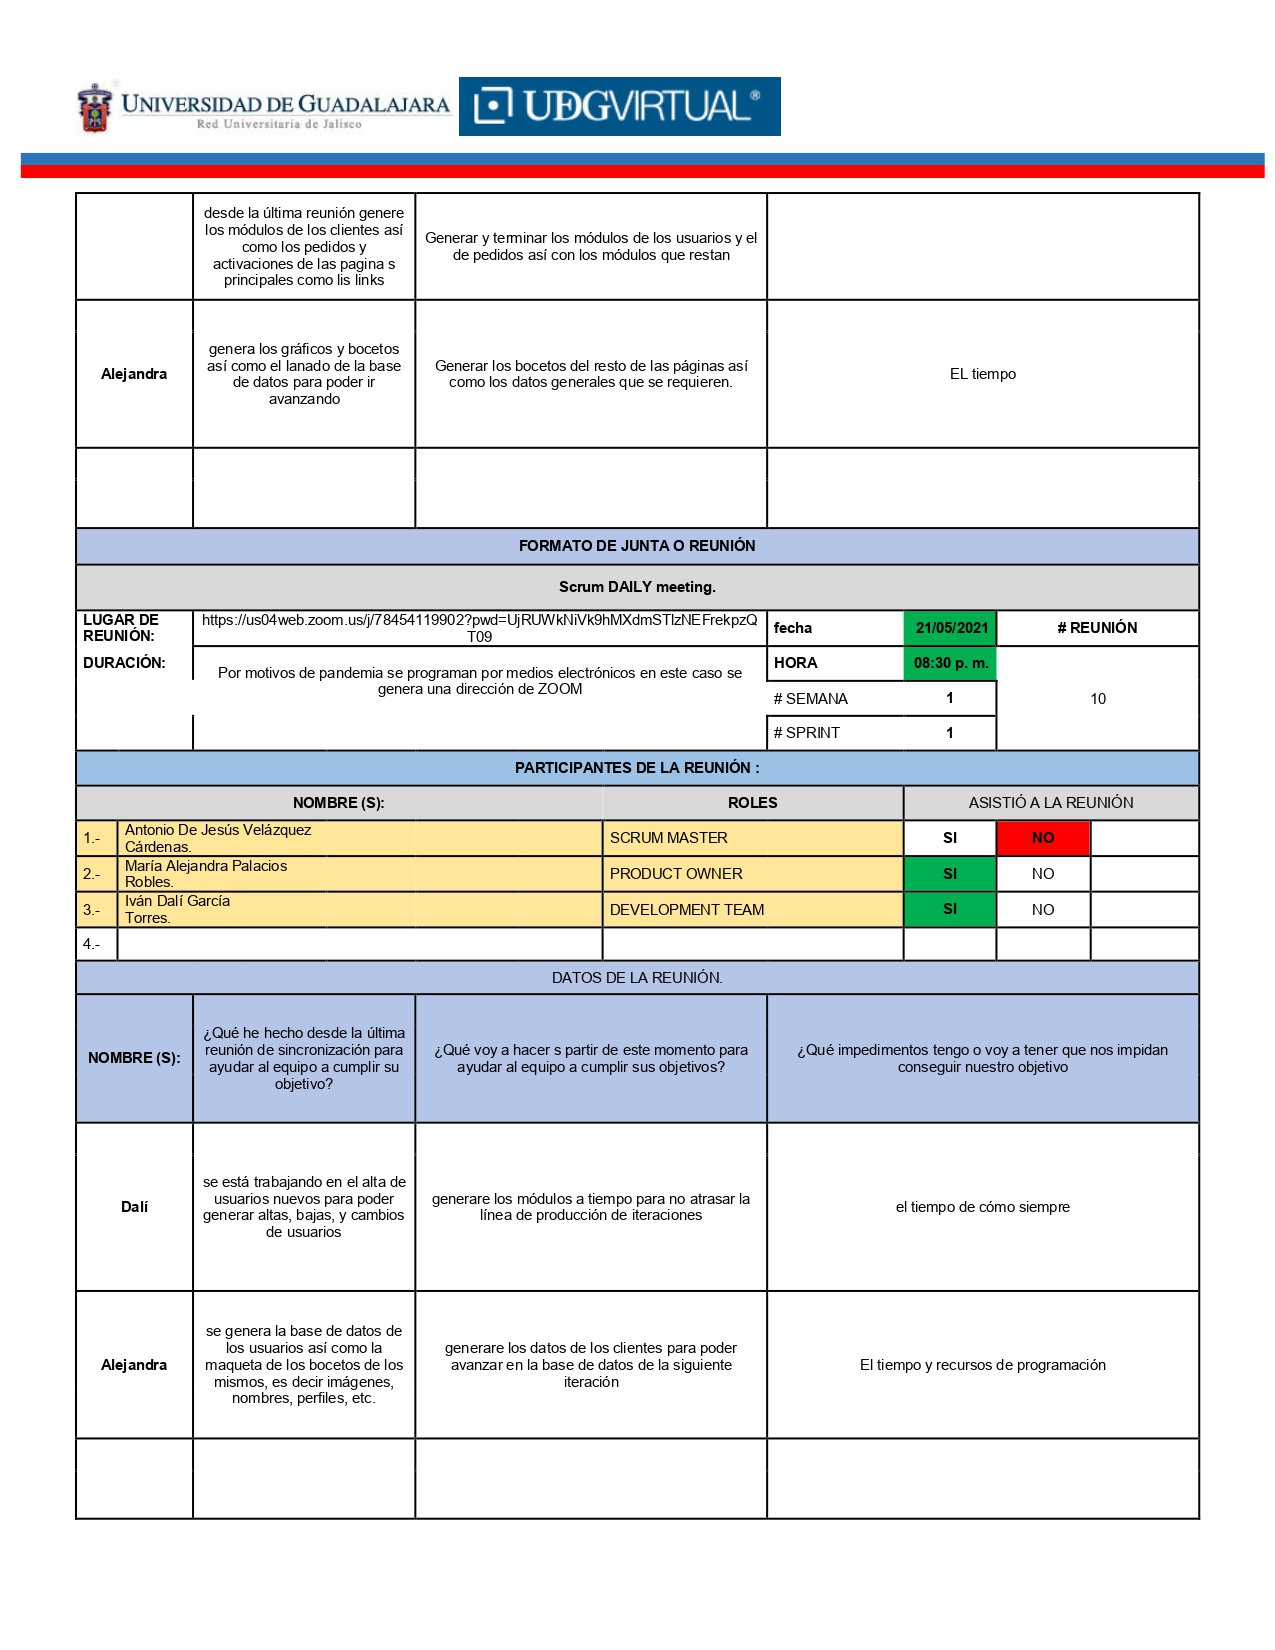 UNIVERSIDAD DE GUADALAJARA
Red Universitaria de Jalisco
UDGVIRTUAL®
desde la última reunión genere
los módulos de los clientes así
como los pedidos y
activaciones de las pagina s
principales como lis links
Generar y terminar los módulos de los usuarios y el
de pedidos así con los módulos que restan
Alejandra
genera los gráficos y bocetos
así como el lanado de la base
de datos para poder ir
avanzando
Generar los bocetos del resto de las páginas así
como los datos generales que se requieren.
EL tiempo
FORMATO DE JUNTA O REUNIÓN
Scrum DAILY meeting.
LUGAR DE
REUNIÓN:
https://us04web.zoom.us/j/78454119902?pwd=UjRUWkNiVk9hMXdmSTlzNEFrekpzQ
T09
fecha
21/05/2021
# REUNIÓN
DURACIÓN:
Por motivos de pandemia se programan por medios electrónicos en este caso se
genera una dirección de ZOOM
HORA
08:30 p. m.
# SEMANA
1
10
# SPRINT
1
PARTICIPANTES DE LA REUNIÓN :
NOMBRE (S):
ROLES
ASISTIÓ A LA REUNIÓN
1.-
Antonio De Jesús Velázquez
Cárdenas.
SCRUM MASTER
SI
NO
2.-
María Alejandra Palacios
Robles.
PRODUCT OWNER
SI
NO
3.-
Iván Dalí García
Torres.
DEVELOPMENT TEAM
SI
NO
4.-
DATOS DE LA REUNIÓN.
NOMBRE (S):
¿Qué he hecho desde la última
reunión de sincronización para
ayudar al equipo a cumplir su
objetivo?
¿Qué voy a hacer s partir de este momento para
ayudar al equipo a cumplir sus objetivos?
¿Qué impedimentos tengo o voy a tener que nos impidan
conseguir nuestro objetivo
Dalí
se está trabajando en el alta de
usuarios nuevos para poder
generar altas, bajas, y cambios
de usuarios
generare los módulos a tiempo para no atrasar la
línea de producción de iteraciones
el tiempo de cómo siempre
Alejandra
se genera la base de datos de
los usuarios así como la
maqueta de los bocetos de los
mismos, es decir imágenes,
nombres, perfiles, etc.
generare los datos de los clientes para poder
avanzar en la base de datos de la siguiente
iteración
El tiempo y recursos de programación